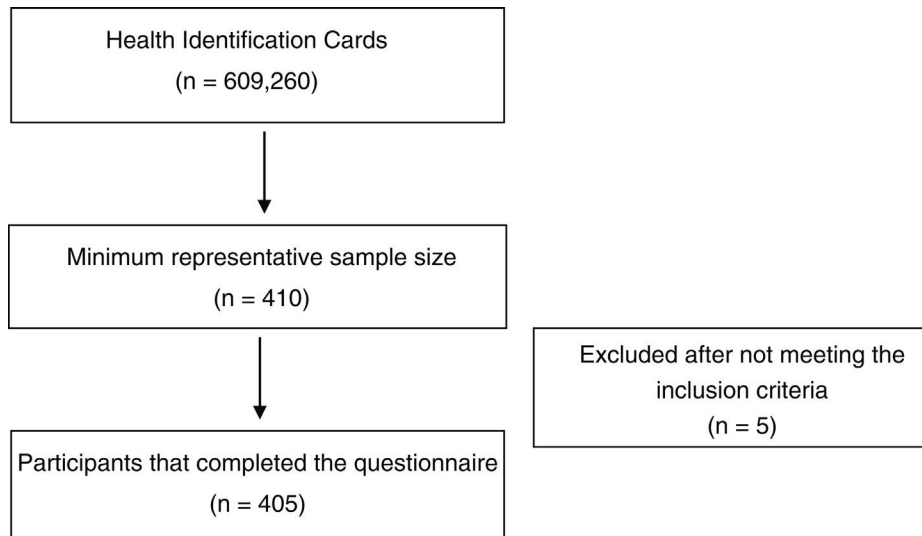 Health Identification Cards
(n = 609,260)
Minimum representative sample size
(n = 410)
Excluded after not meeting the
inclusion criteria
(n = 5)
Participants that completed the questionnaire
(n = 405)